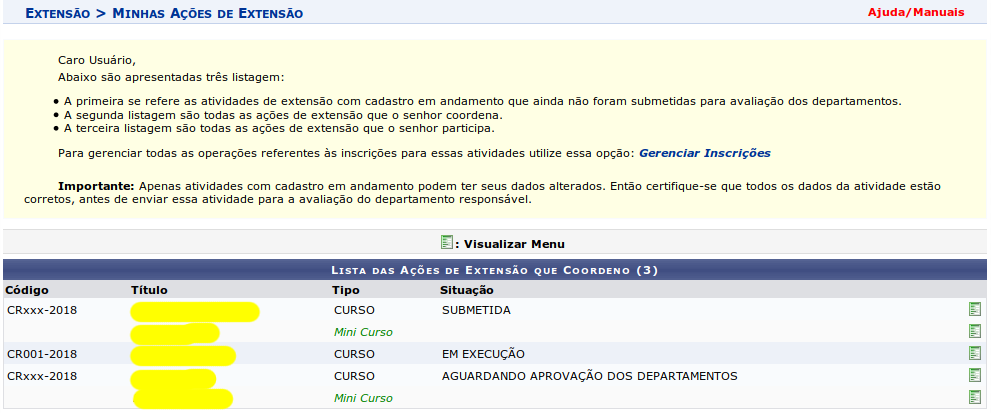 Extensão > Minhas Ações de Extensão
Ajuda/Manuais
Caro Usuário,
Abaixo são apresentadas três listagem:
• A primeira se refere as atividades de extensão com cadastro em andamento que ainda não foram submetidas para avaliação dos departamentos.
• A segunda listagem são todas as ações de extensão que o senhor coordena.
• A terceira listagem são todas as ações de extensão que o senhor participa.
Para gerenciar todas as operações referentes às inscrições para essas atividades utilize essa opção: Gerenciar Inscrições
Importante: Apenas atividades com cadastro em andamento podem ter seus dados alterados. Então certifique-se que todos os dados da atividade estão
corretos, antes de enviar essa atividade para a avaliação do departamento responsável.
: Visualizar Menu
Lista das Ações de Extensão que Coordeno (3)
Código Título Tipo Situação
CRxxx-2018 CURSO SUBMETIDA
Mini Curso
CR001-2018 CURSO EM EXECUÇÃO
CRxxx-2018 CURSO AGUARDANDO APROVAÇÃO DOS DEPARTAMENTOS
Mini Curso